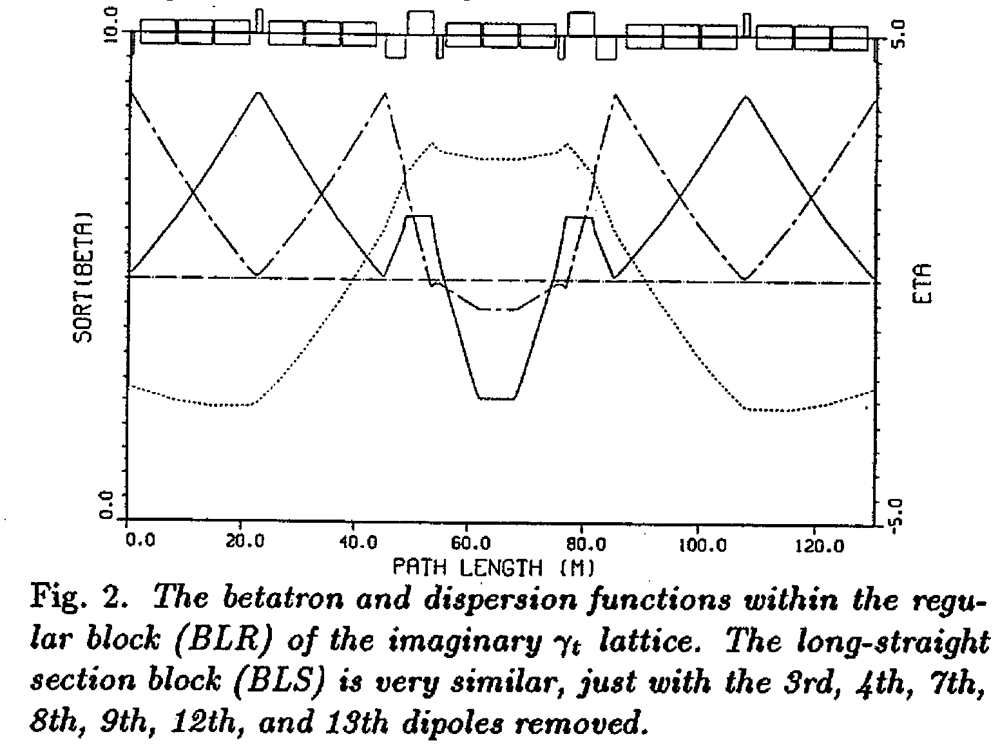 10.0
5.0
SQRT(BETA)
ETA
0.0
-5.0
0.0 20.0 40.0 60.0 80.0 100.0 120.0
PATH LENGTH (M)
Fig. 2. The betatron and dispersion functions within the regu-
lar block (BLR) of the imaginary γt lattice. The long-straight
section block (BLS) is very similar, just with the 3rd, 4th, 7th,
8th, 9th, 12th, and 13th dipoles removed.